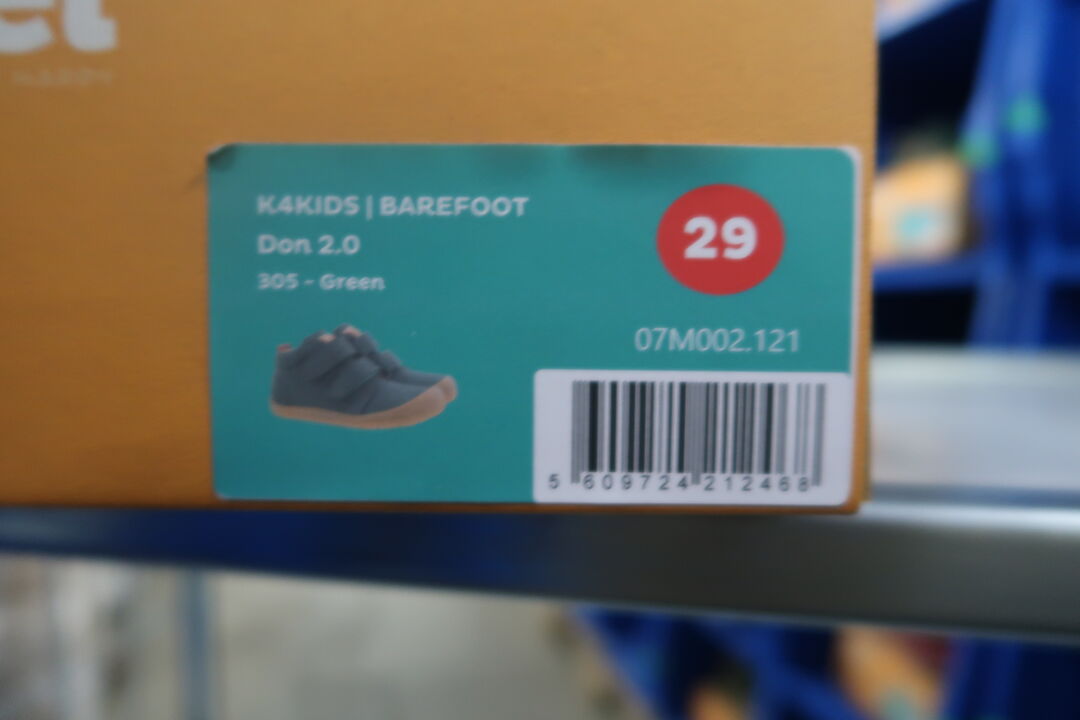 K4KIDS | BAREFOOT
Don 2.0
305 - Green
29
07M002.121
5 609724 212468